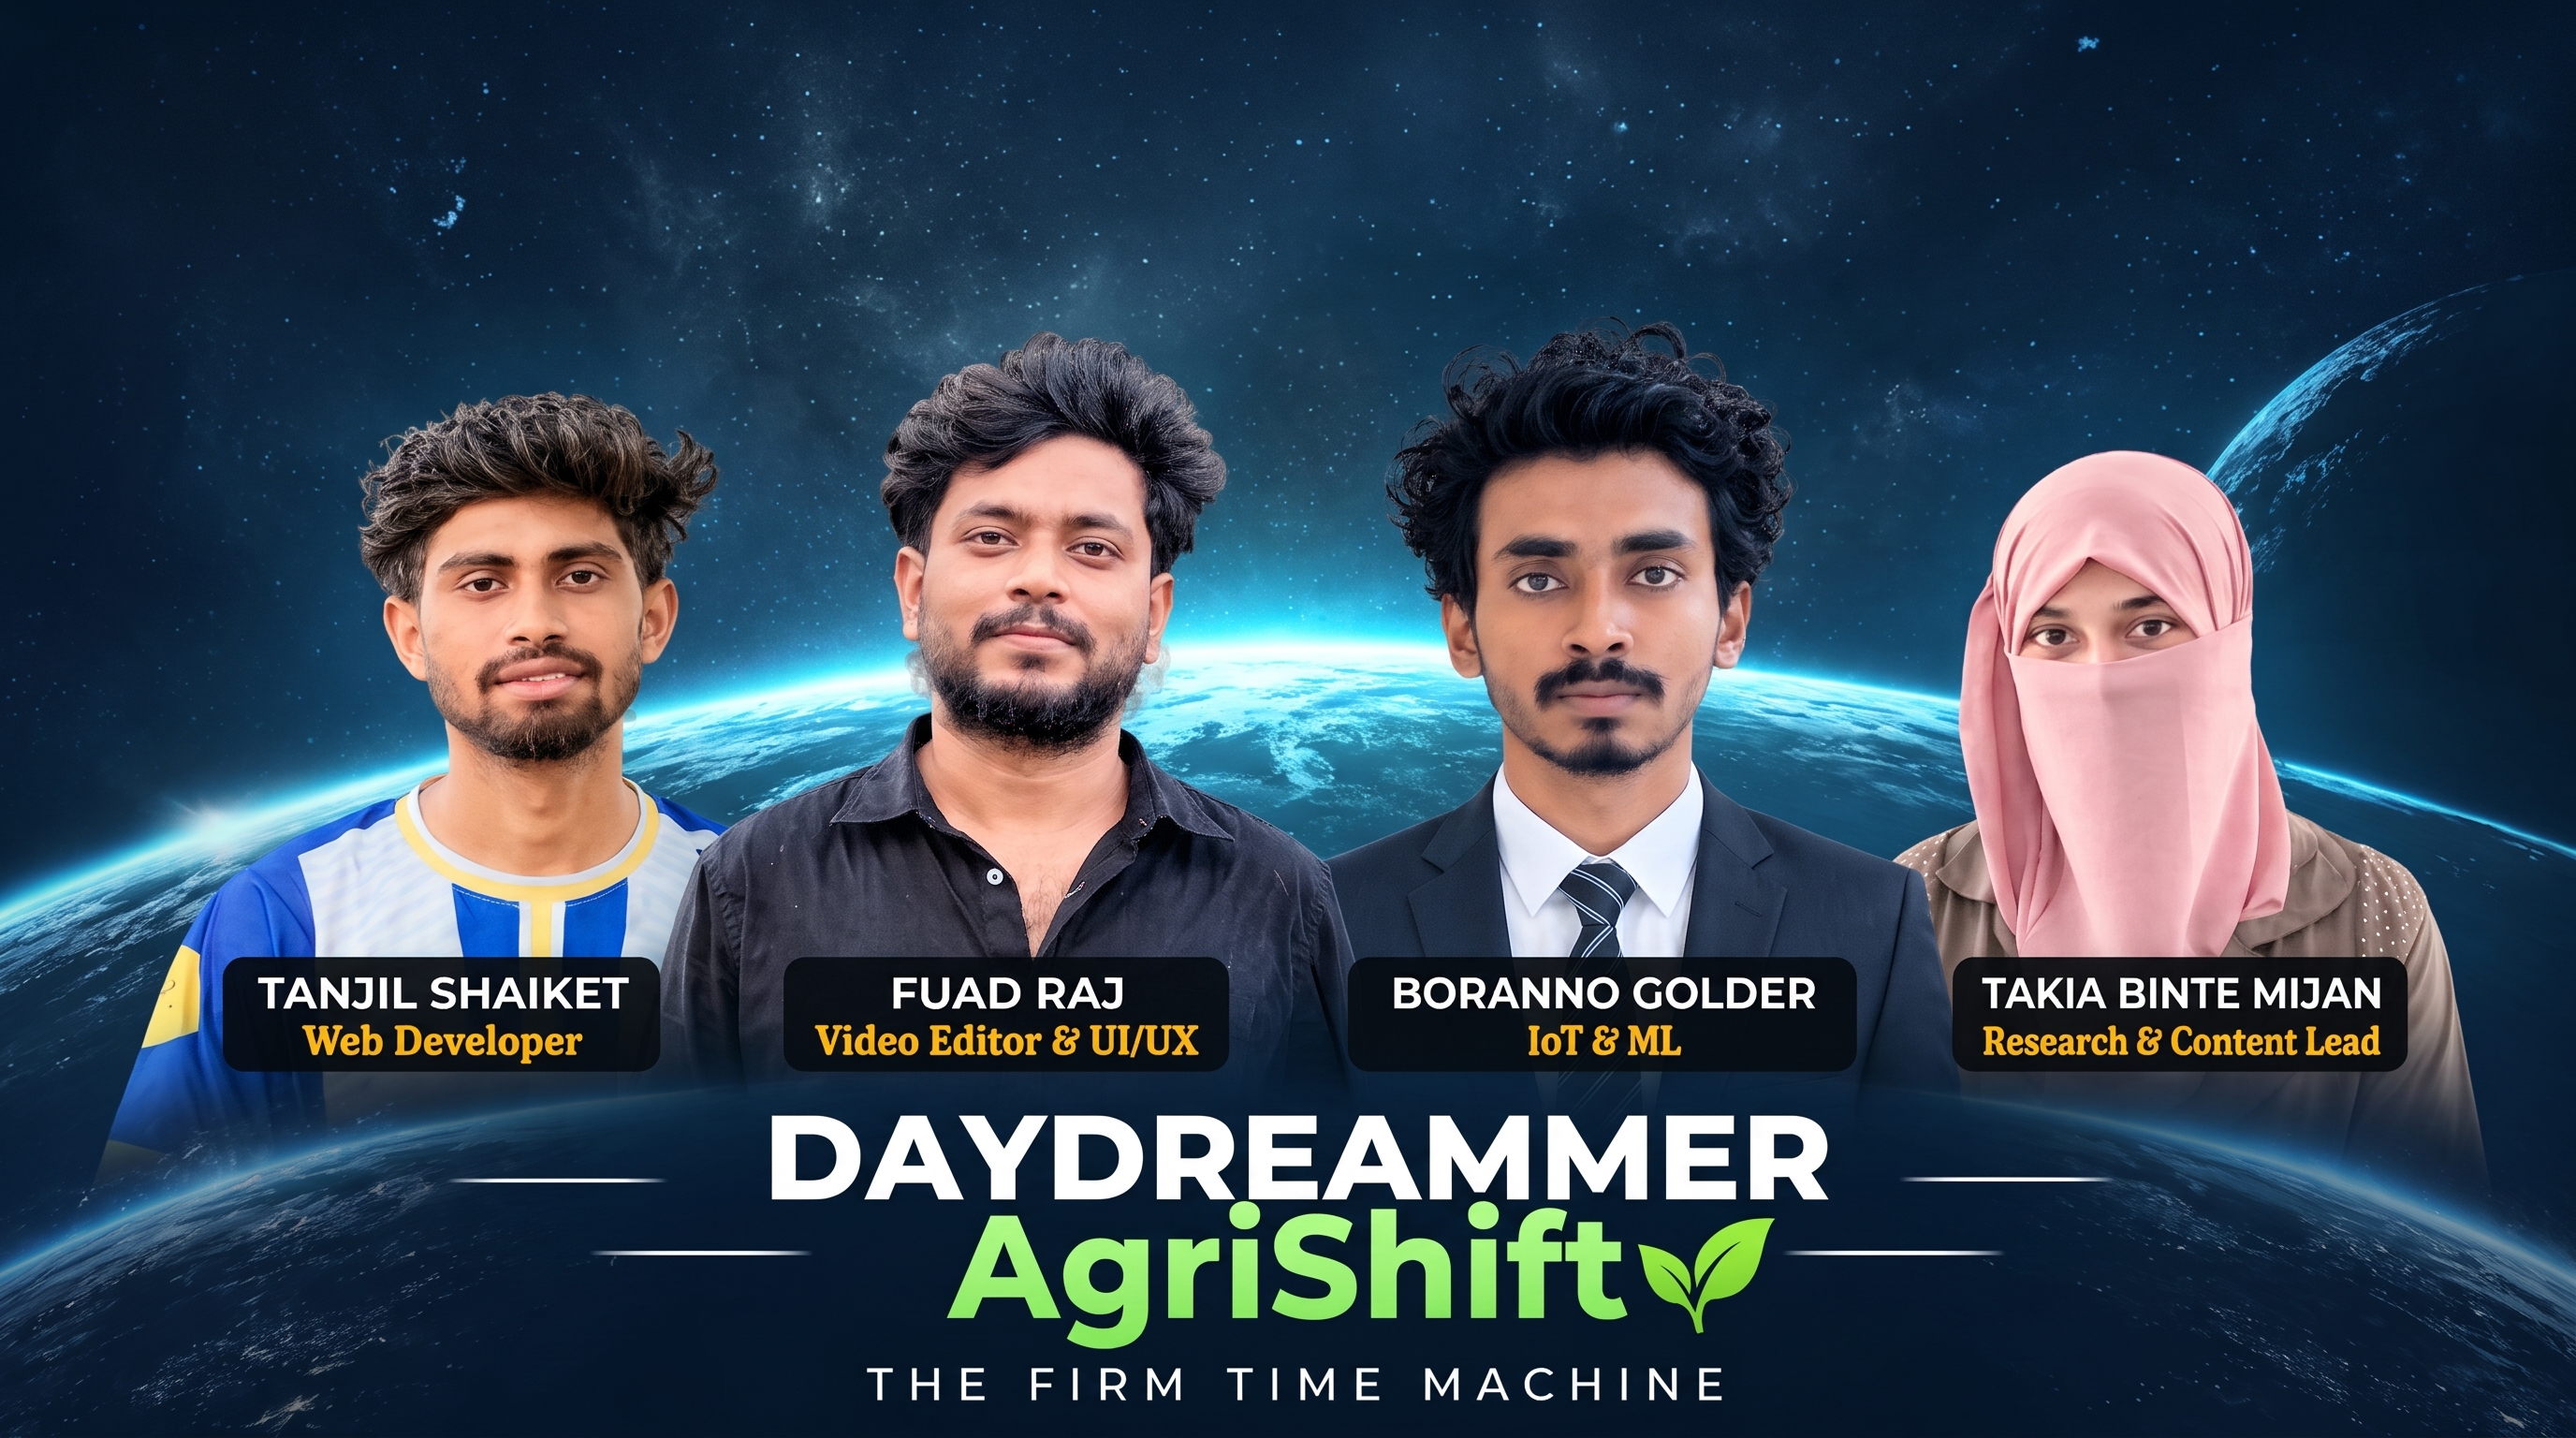 TANJIL SHAIKET
Web Developer
FUAD RAJ
Video Editor & UI/UX
BORANNO GOLDER
IoT & ML
TAKIA BINTE MIJAN
Research & Content Lead
DAYDREAMMER
AgriShift
THE FIRM TIME MACHINE